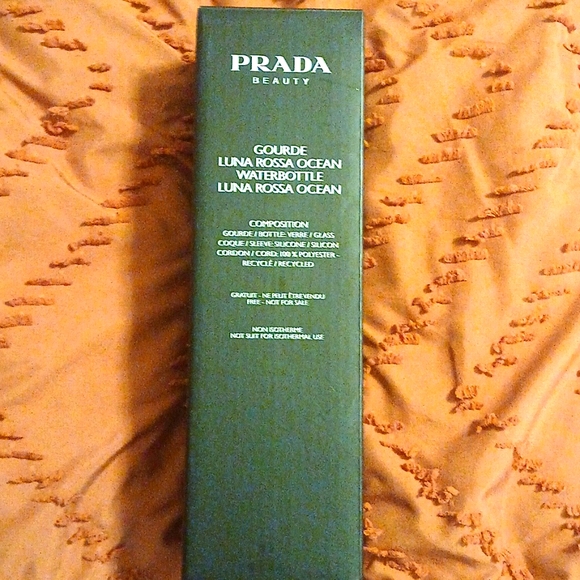 PRADA
BEAUTY
GOURDE
LUNA ROSSA OCEAN
WATERBOTTLE
LUNA ROSSA OCEAN
COMPOSITION
GOURDE / BOTTLE: VERRE / GLASS
COQUE / SLEEVE: SILICONE / SILICON
CORDON / CORD: 100 % POLYESTER -
RECYCLÉ / RECYCLED
GRATUIT - NE PEUT ÊTRE VENDU
FREE - NOT FOR SALE
NON ISOTHERME
NOT SUIT FOR ISOTHERMAL USE